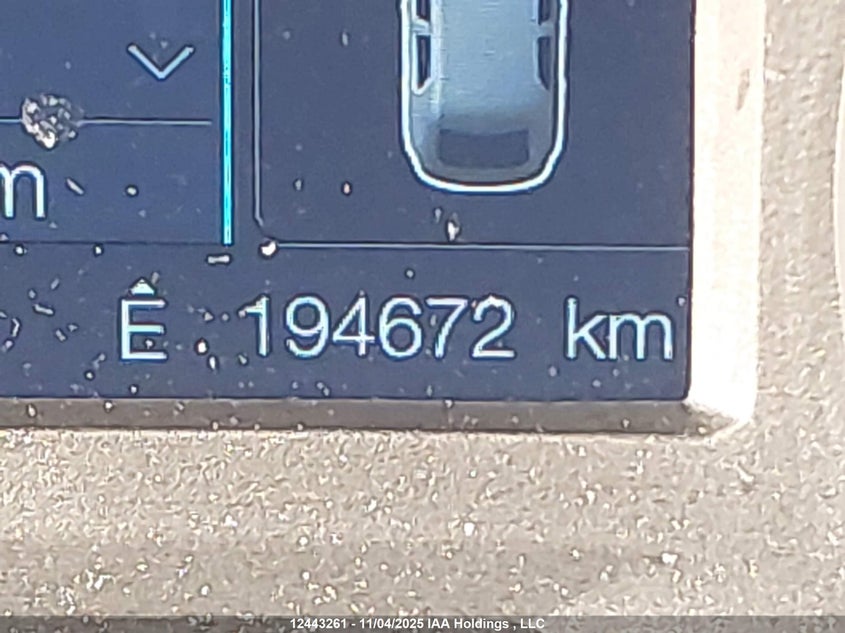 m
Ê 194672 km
12443261 - 11/04/2025 IAA Holdings , LLC